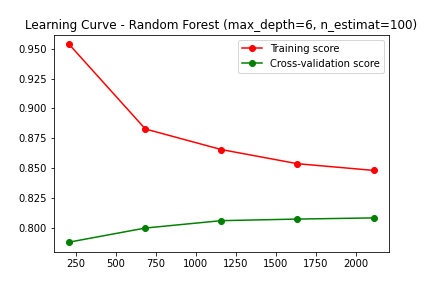 Learning Curve - Random Forest (max_depth=6, n_estimat=100)
Training score
Cross-validation score
0.950
0.925
0.900
0.875
0.850
0.825
0.800
250 500 750 1000 1250 1500 1750 2000